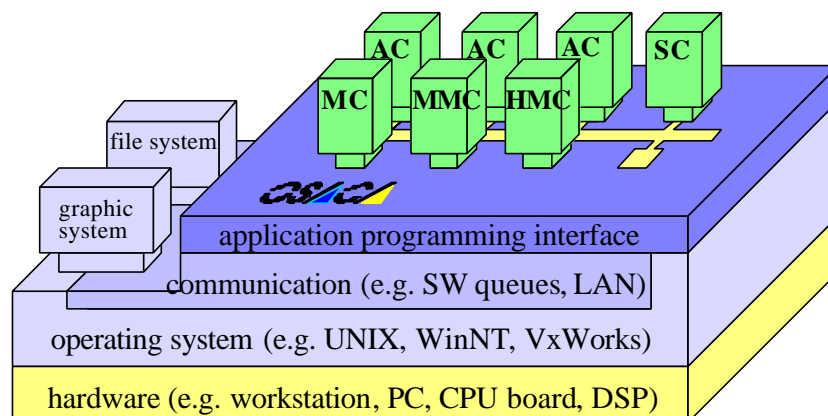 AC AC AC SC
MC MMC HMC
file system
graphic
system
application programming interface
communication (e.g. SW queues, LAN)
operating system (e.g. UNIX, WinNT, VxWorks)
hardware (e.g. workstation, PC, CPU board, DSP)